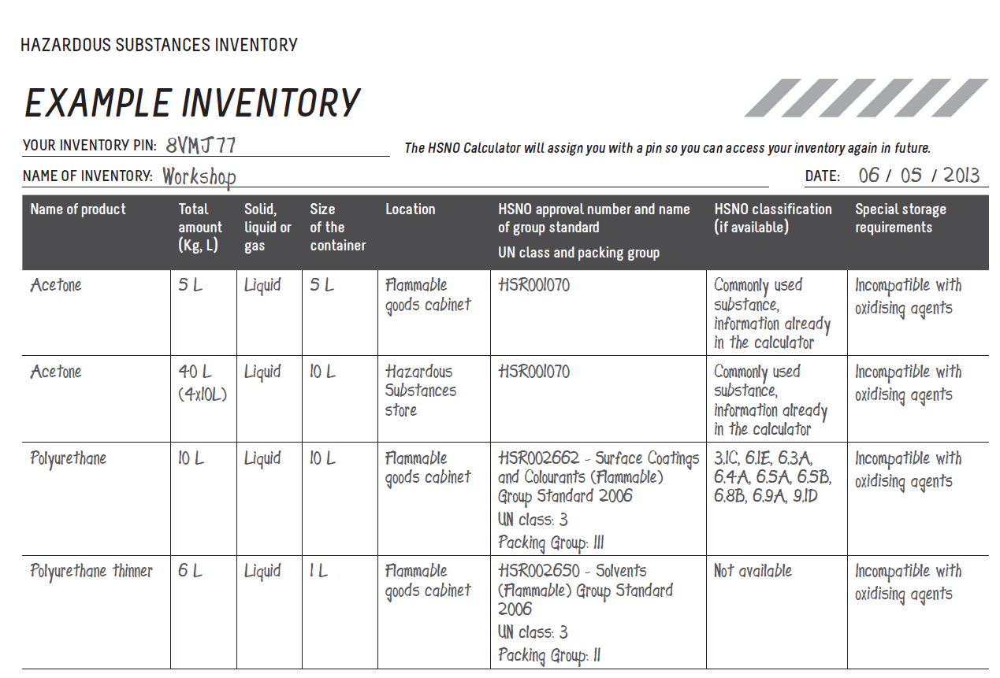 HAZARDOUS SUBSTANCES INVENTORY
EXAMPLE INVENTORY
YOUR INVENTORY PIN: 8VMJ77
The HSNO Calculator will assign you with a pin so you can access your inventory again in future.
NAME OF INVENTORY: Workshop
DATE: 06 / 05 / 2013
Name of product
Total
amount
(Kg, L)
Solid,
liquid or
gas
Size
of the
container
Location
HSNO approval number and name
of group standard
UN class and packing group
HSNO classification
(if available)
Special storage
requirements
Acetone
5 L
Liquid
5 L
Flammable
goods cabinet
HSR001070
Commonly used
substance,
information already
in the calculator
Incompatible with
oxidising agents
Acetone
40 L
(4x10L)
Liquid
10 L
Hazardous
Substances
store
HSR001070
Commonly used
substance,
information already
in the calculator
Incompatible with
oxidising agents
Polyurethane
10 L
Liquid
10 L
Flammable
goods cabinet
HSR002662 - Surface Coatings
and Colourants (Flammable)
Group Standard 2006
UN class: 3
Packing Group: III
3.1C, 6.1E, 6.3A,
6.4A, 6.5A, 6.5B,
6.8B, 6.9A, 9.1D
Incompatible with
oxidising agents
Polyurethane thinner
6 L
Liquid
1 L
Flammable
goods cabinet
HSR002650 - Solvents
(Flammable) Group Standard
2006
UN class: 3
Packing Group: II
Not available
Incompatible with
oxidising agents